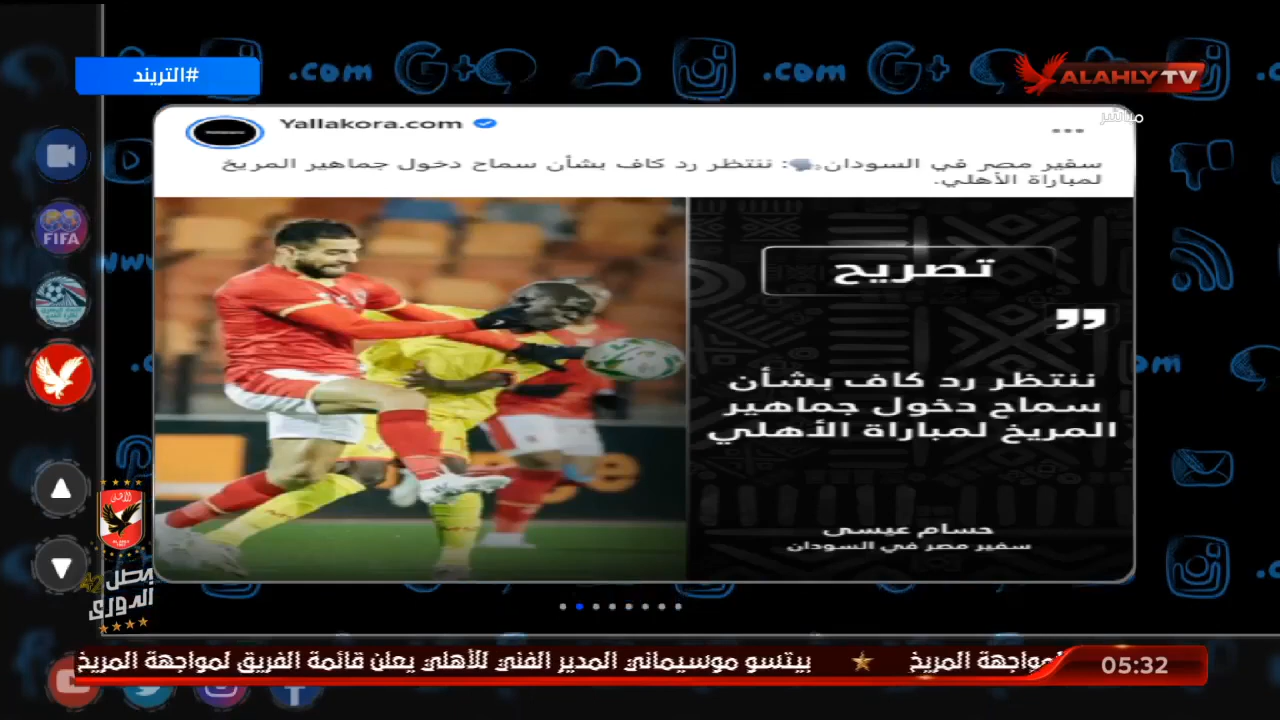 #التريند
ALAHLY TV
مباشر
Yallakora.com
سفير مصر في السودان: ننتظر رد كاف بشأن سماح دخول جماهير المريخ
لمباراة الأهلي.
تصريح
ننتظر رد كاف بشأن
سماح دخول جماهير
المريخ لمباراة الأهلي
حسام عيسى
سفير مصر في السودان
FIFA
.com
.com
بطل
الدوري
لمواجهة المريخ ★ بيتسو موسيماني المدير الفني للأهلي يعلن قائمة الفريق لمواجهة المريخ
05:32